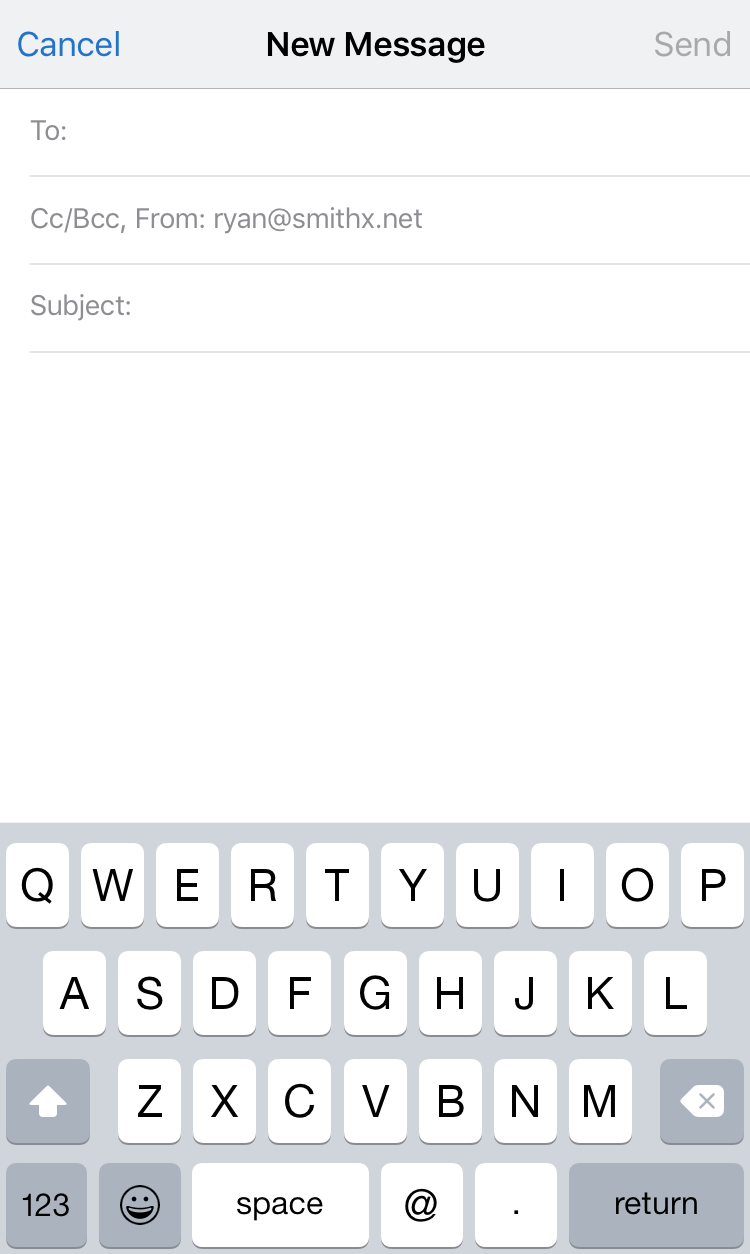 Cancel New Message Send
To:
Cc/Bcc, From: ryan@smithx.net
Subject:
Q W E R T Y U I O P
A S D F G H J K L
Z X C V B N M
123 space @ . return